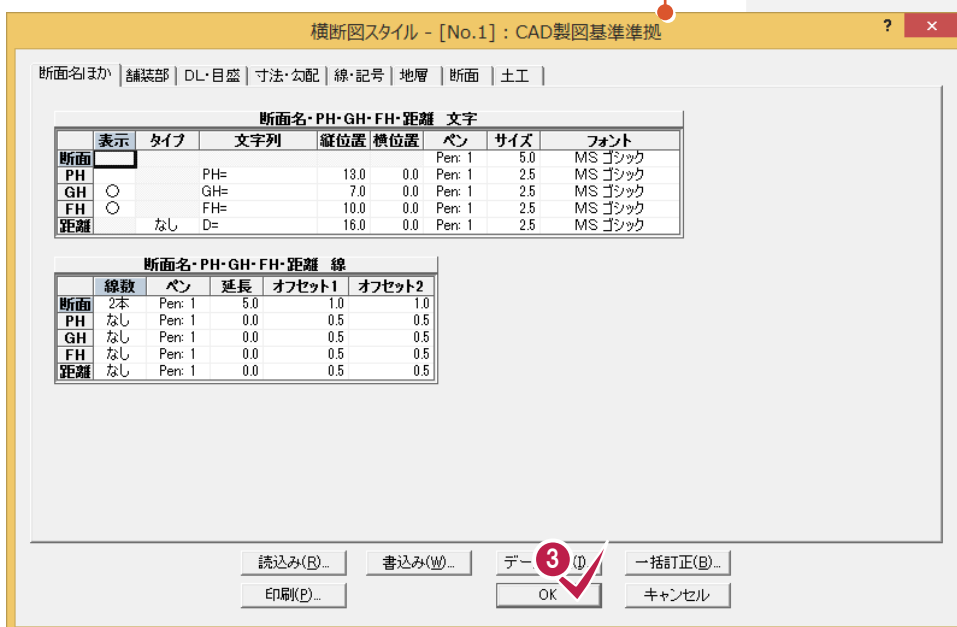 横断図スタイル - [No.1] : CAD製図基準準拠 ? ×
断面名ほか 舗装部 DL・目盛 寸法・勾配 線・記号 地層 断面 土工
断面名・PH・GH・FH・距離 文字
表示 タイプ 文字列 縦位置 横位置 ペン サイズ フォント
断面 Pen: 1 5.0 MS ゴシック
PH PH= 13.0 0.0 Pen: 1 2.5 MS ゴシック
GH ○ GH= 7.0 0.0 Pen: 1 2.5 MS ゴシック
FH ○ FH= 10.0 0.0 Pen: 1 2.5 MS ゴシック
距離 なし D= 16.0 0.0 Pen: 1 2.5 MS ゴシック
断面名・PH・GH・FH・距離 線
線数 ペン 延長 オフセット1 オフセット2
断面 2本 Pen: 1 5.0 1.0 1.0
PH なし Pen: 1 0.0 0.5 0.5
GH なし Pen: 1 0.0 0.5 0.5
FH なし Pen: 1 0.0 0.5 0.5
距離 なし Pen: 1 0.0 0.5 0.5
読込み(R)... 書込み(W)... 3 一括訂正(B)...
印刷(P)... OK キャンセル